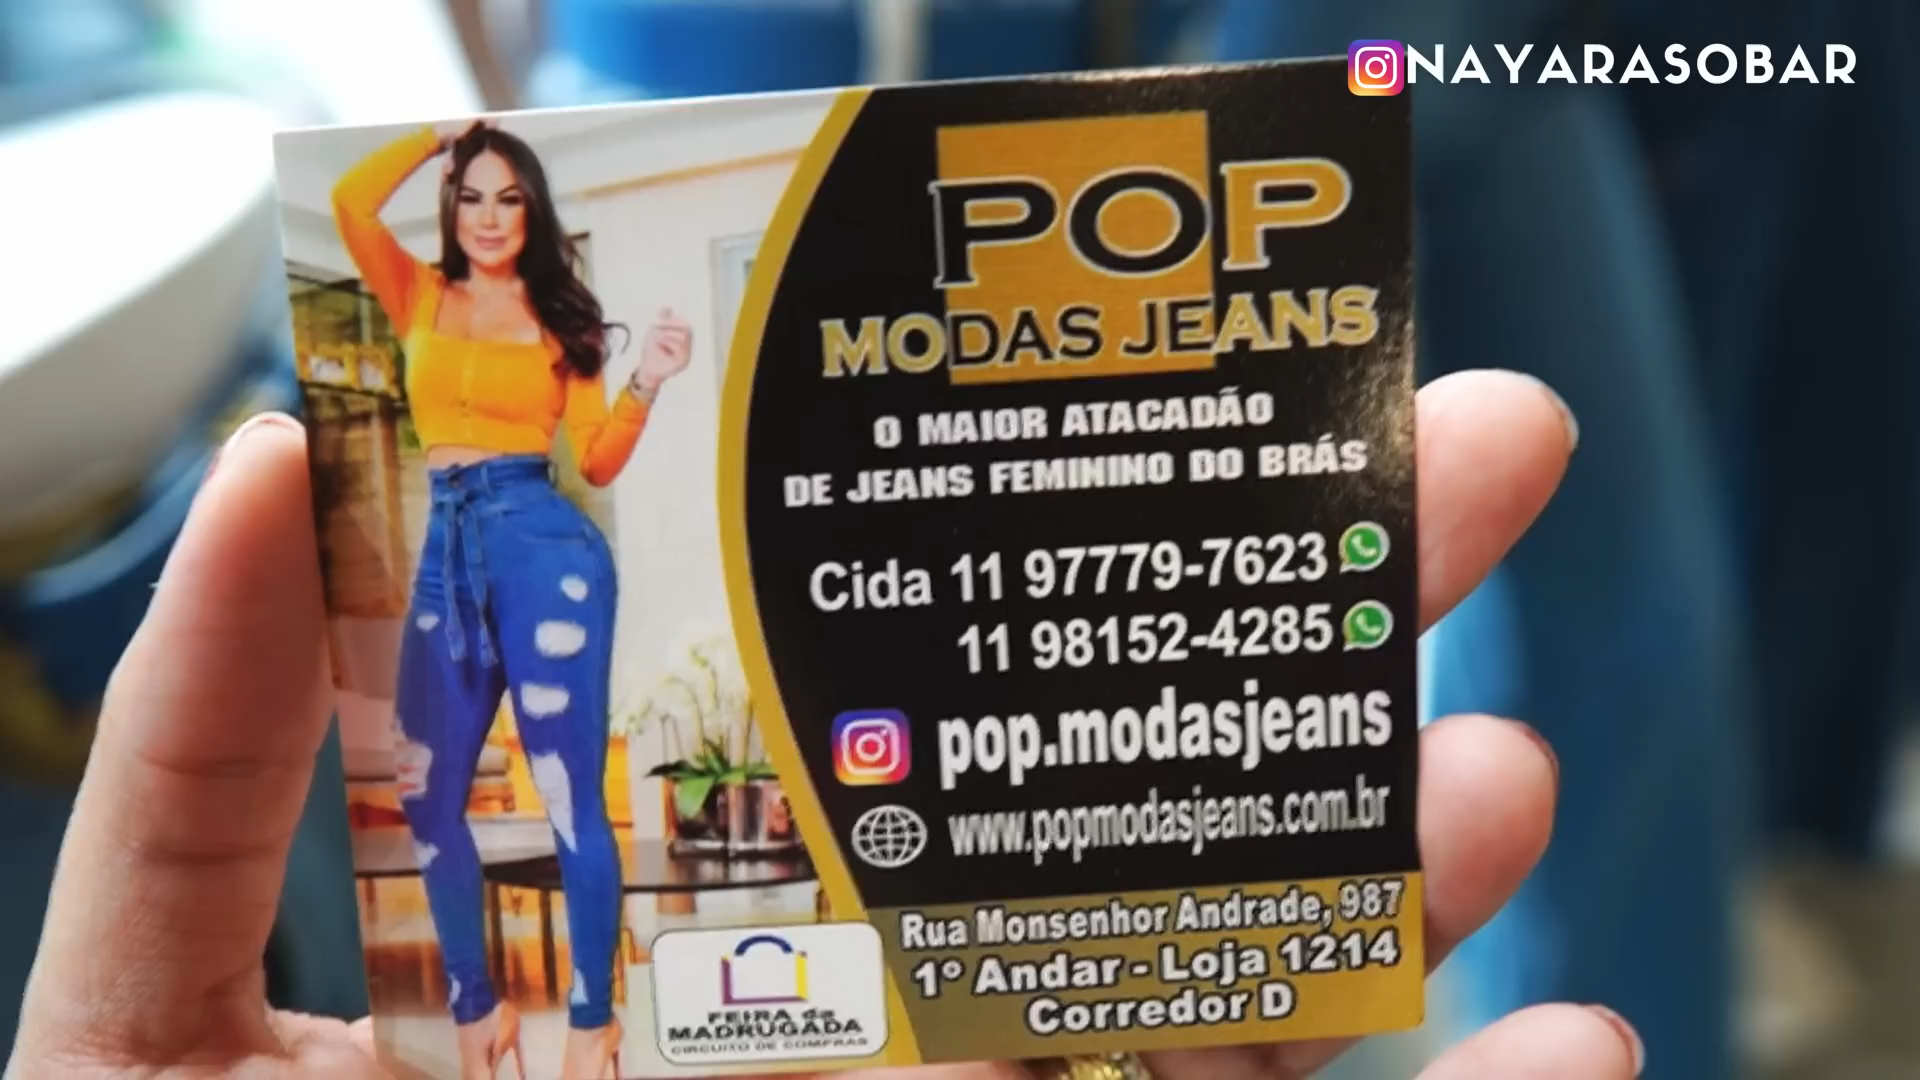 NAYARASOBAR
POP
MODAS JEANS
O MAIOR ATACADÃO
DE JEANS FEMININO DO BRÁS
Cida 11 97779-7623
11 98152-4285
pop.modasjeans
www.popmodasjeans.com.br
Rua Monsenhor Andrade, 987
1º Andar - Loja 1214
Corredor D
FEIRA da
MADRUGADA
CIRCUITO DE COMPRAS